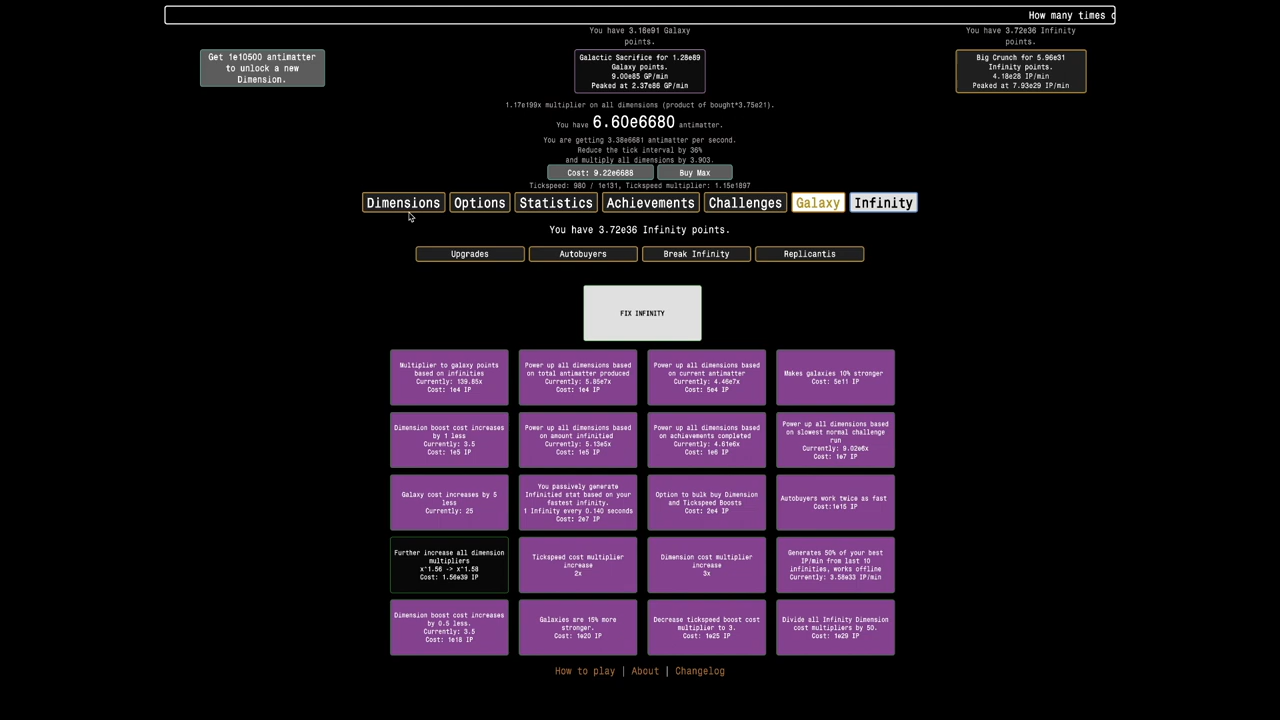 How many times
You have 3.16e91 Galaxy
points.
You have 3.72e36 Infinity
points.
Get 1e10500 antimatter
to unlock a new
Dimension.
Galactic Sacrifice for 1.28e89
Galaxy points.
9.00e85 GP/min
Peaked at 2.37e86 GP/min
Big Crunch for 5.96e31
Infinity points.
4.18e28 IP/min
Peaked at 7.93e29 IP/min
1.17e199x multiplier on all dimensions (product of bought*3.75e21).
You have 6.60e6680 antimatter.
You are getting 3.38e6681 antimatter per second.
Reduce the tick interval by 36%
and multiply all dimensions by 3.903.
Cost: 9.22e6688
Buy Max
Tickspeed: 980 / 1e131, Tickspeed multiplier: 1.15e1897
Dimensions
Options
Statistics
Achievements
Challenges
Galaxy
Infinity
You have 3.72e36 Infinity points.
Upgrades
Autobuyers
Break Infinity
Replicantis
FIX INFINITY
Multiplier to galaxy points
based on infinities
Currently: 139.85x
Cost: 1e4 IP
Power up all dimensions based
on total antimatter produced
Currently: 5.86e7x
Cost: 1e4 IP
Power up all dimensions based
on current antimatter
Currently: 4.46e7x
Cost: 5e4 IP
Makes galaxies 10% stronger
Cost: 5e11 IP
Dimension boost cost increases
by 1 less
Currently: 3.5
Cost: 1e5 IP
Power up all dimensions based
on amount infinitied
Currently: 5.13e5x
Cost: 1e5 IP
Power up all dimensions based
on achievements completed
Currently: 4.61e6x
Cost: 1e6 IP
Power up all dimensions based
on slowest normal challenge
run
Currently: 9.02e6x
Cost: 1e7 IP
Galaxy cost increases by 5
less
Currently: 25
You passively generate
Infinitied stat based on your
fastest infinity.
1 Infinity every 0.140 seconds
Cost: 2e7 IP
Option to bulk buy Dimension
and Tickspeed Boosts
Cost: 2e4 IP
Autobuyers work twice as fast
Cost:1e15 IP
Further increase all dimension
multipliers
x^1.56 -> x^1.58
Cost: 1.56e39 IP
Tickspeed cost multiplier
increase
2x
Dimension cost multiplier
increase
3x
Generates 50% of your best
IP/min from last 10
infinities, works offline
Currently: 3.58e33 IP/min
Dimension boost cost increases
by 0.5 less.
Currently: 3.5
Cost: 1e18 IP
Galaxies are 15% more
stronger.
Cost: 1e20 IP
Decrease tickspeed boost cost
multiplier to 3.
Cost: 1e25 IP
Divide all Infinity Dimension
cost multipliers by 50.
Cost: 1e29 IP
How to play | About | Changelog